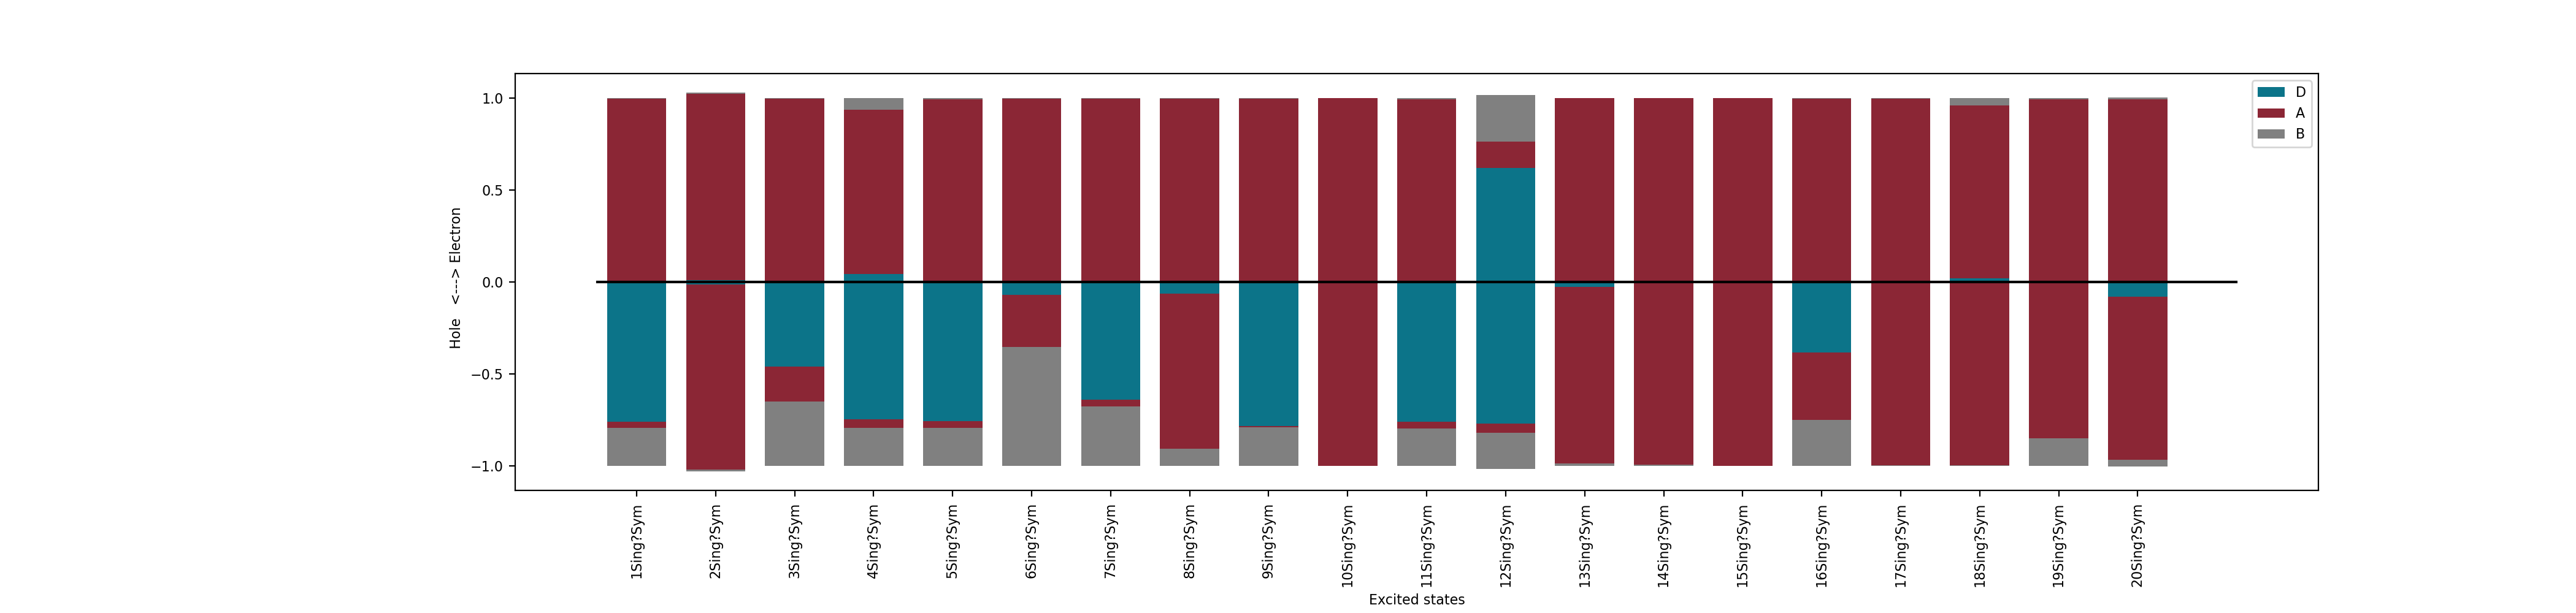 1.0
0.5
0.0
−0.5
−1.0
Hole <----> Electron
D
A
B
1Sing?Sym
2Sing?Sym
3Sing?Sym
4Sing?Sym
5Sing?Sym
6Sing?Sym
7Sing?Sym
8Sing?Sym
9Sing?Sym
10Sing?Sym
11Sing?Sym
12Sing?Sym
13Sing?Sym
14Sing?Sym
15Sing?Sym
16Sing?Sym
17Sing?Sym
18Sing?Sym
19Sing?Sym
20Sing?Sym
Excited states